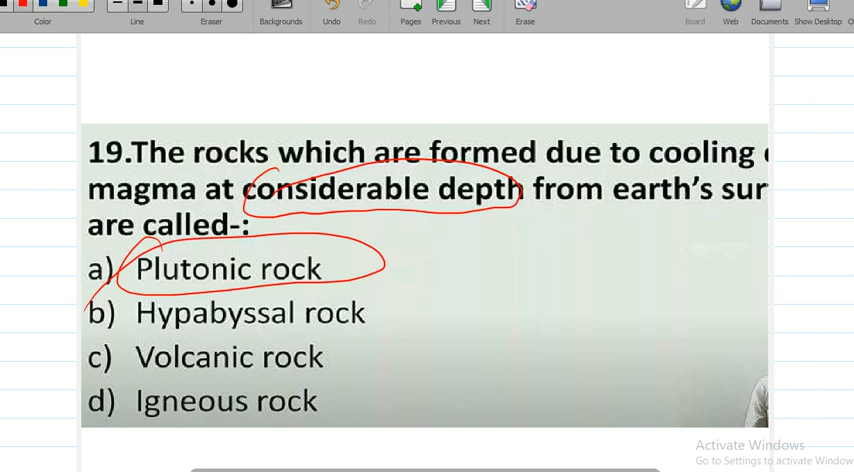 Color Line Eraser Backgrounds Undo Redo Pages Previous Next Erase Board Web Documents Show Desktop
19.The rocks which are formed due to cooling
magma at considerable depth from earth's sur
are called-:
a) Plutonic rock
b) Hypabyssal rock
c) Volcanic rock
d) Igneous rock
Activate Windows
Go to Settings to activate Window